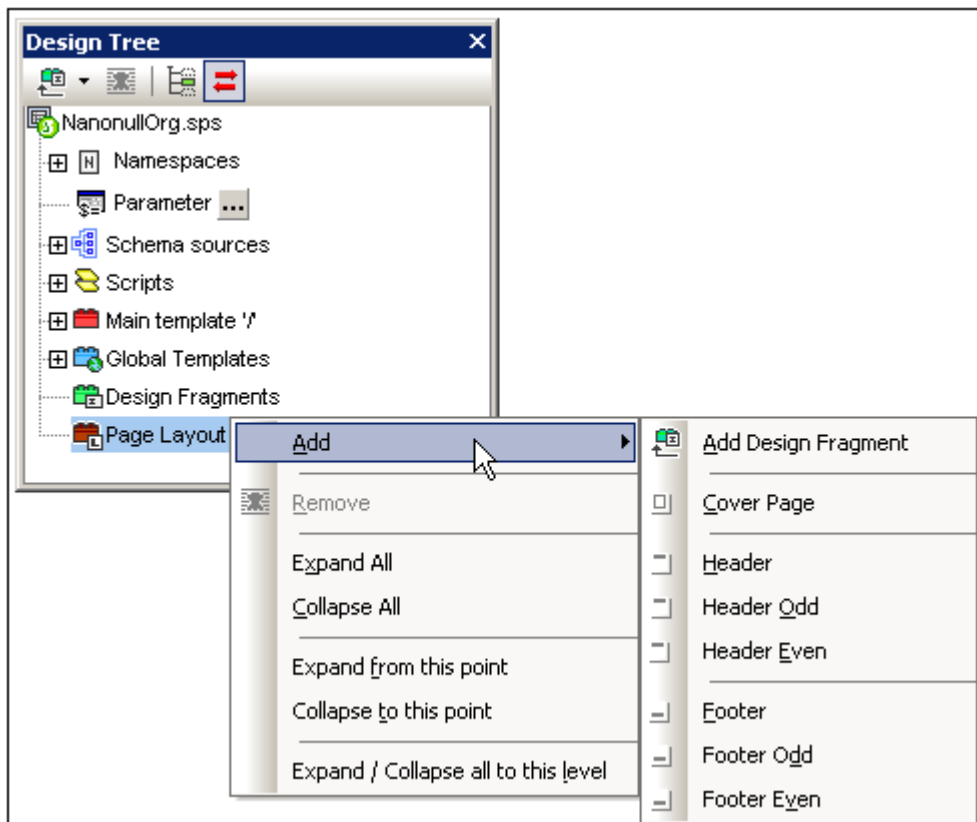 Design Tree
NanonullOrg.sps
Namespaces
Parameter ...
Schema sources
Scripts
Main template '/'
Global Templates
Design Fragments
Page Layout
Add
Remove
Expand All
Collapse All
Expand from this point
Collapse to this point
Expand / Collapse all to this level
Add Design Fragment
Cover Page
Header
Header Odd
Header Even
Footer
Footer Odd
Footer Even